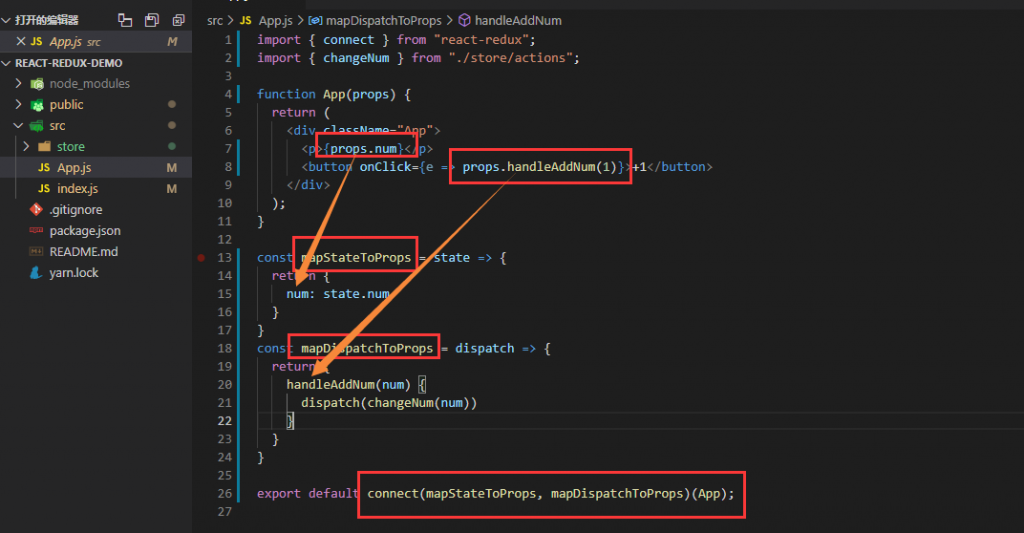 打开的编辑器
JS App.js src M
REACT-REDUX-DEMO
node_modules
public
src
store
JS App.js M
JS index.js M
.gitignore
package.json
README.md
yarn.lock
src > JS App.js > mapDispatchToProps > handleAddNum
1 import { connect } from "react-redux";
2 import { changeNum } from "./store/actions";
3
4 function App(props) {
5 return (
6 <div className="App">
7 <p>{props.num}</p>
8 <button onClick={e => props.handleAddNum(1)}>+1</button>
9 </div>
10 );
11 }
12
13 const mapStateToProps = state => {
14 return {
15 num: state.num
16 }
17 }
18 const mapDispatchToProps = dispatch => {
19 return {
20 handleAddNum(num) {
21 dispatch(changeNum(num))
22 }
23 }
24 }
25
26 export default connect(mapStateToProps, mapDispatchToProps)(App);
27